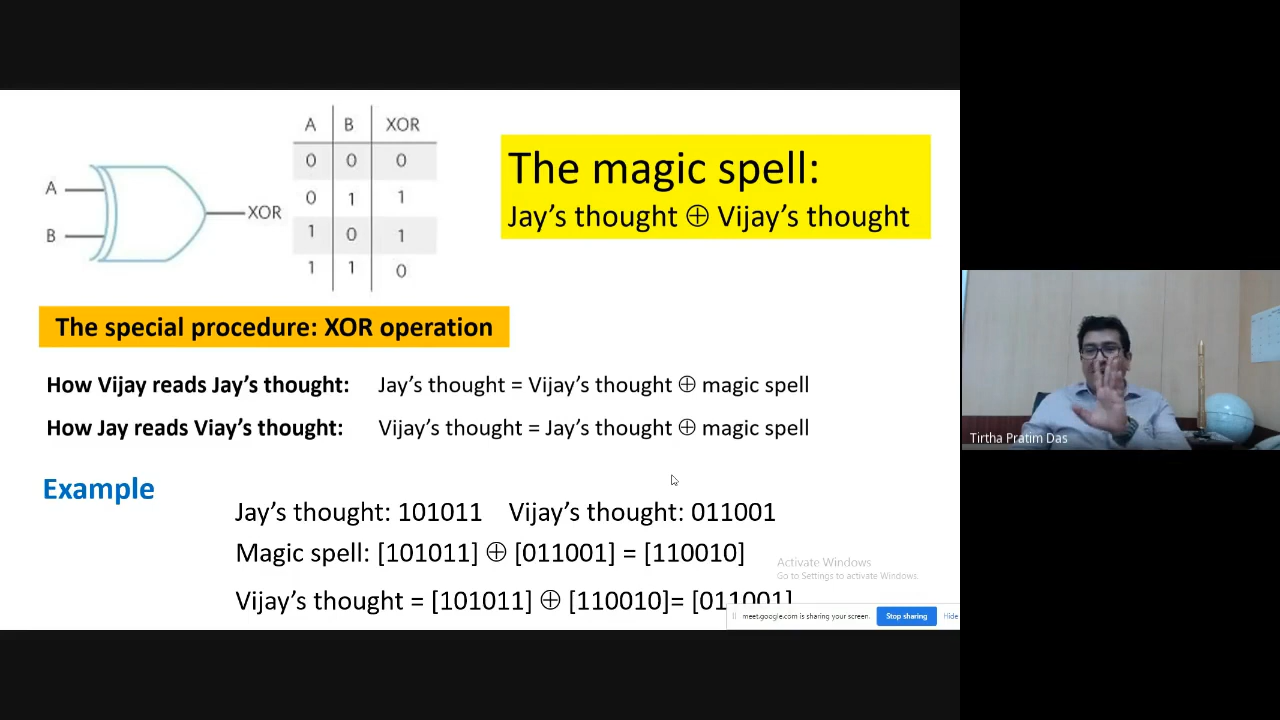 A B XOR
0 0 0
0 1 1
1 0 1
1 1 0
A
B
XOR
The magic spell:
Jay's thought ⊕ Vijay's thought
The special procedure: XOR operation
How Vijay reads Jay's thought: Jay's thought = Vijay's thought ⊕ magic spell
How Jay reads Viay's thought: Vijay's thought = Jay's thought ⊕ magic spell
Example
Jay's thought: 101011 Vijay's thought: 011001
Magic spell: [101011] ⊕ [011001] = [110010]
Vijay's thought = [101011] ⊕ [110010]= [011001]
Activate Windows
Go to Settings to activate Windows.
meet.google.com is sharing your screen. Stop sharing Hide
Tirtha Pratim Das